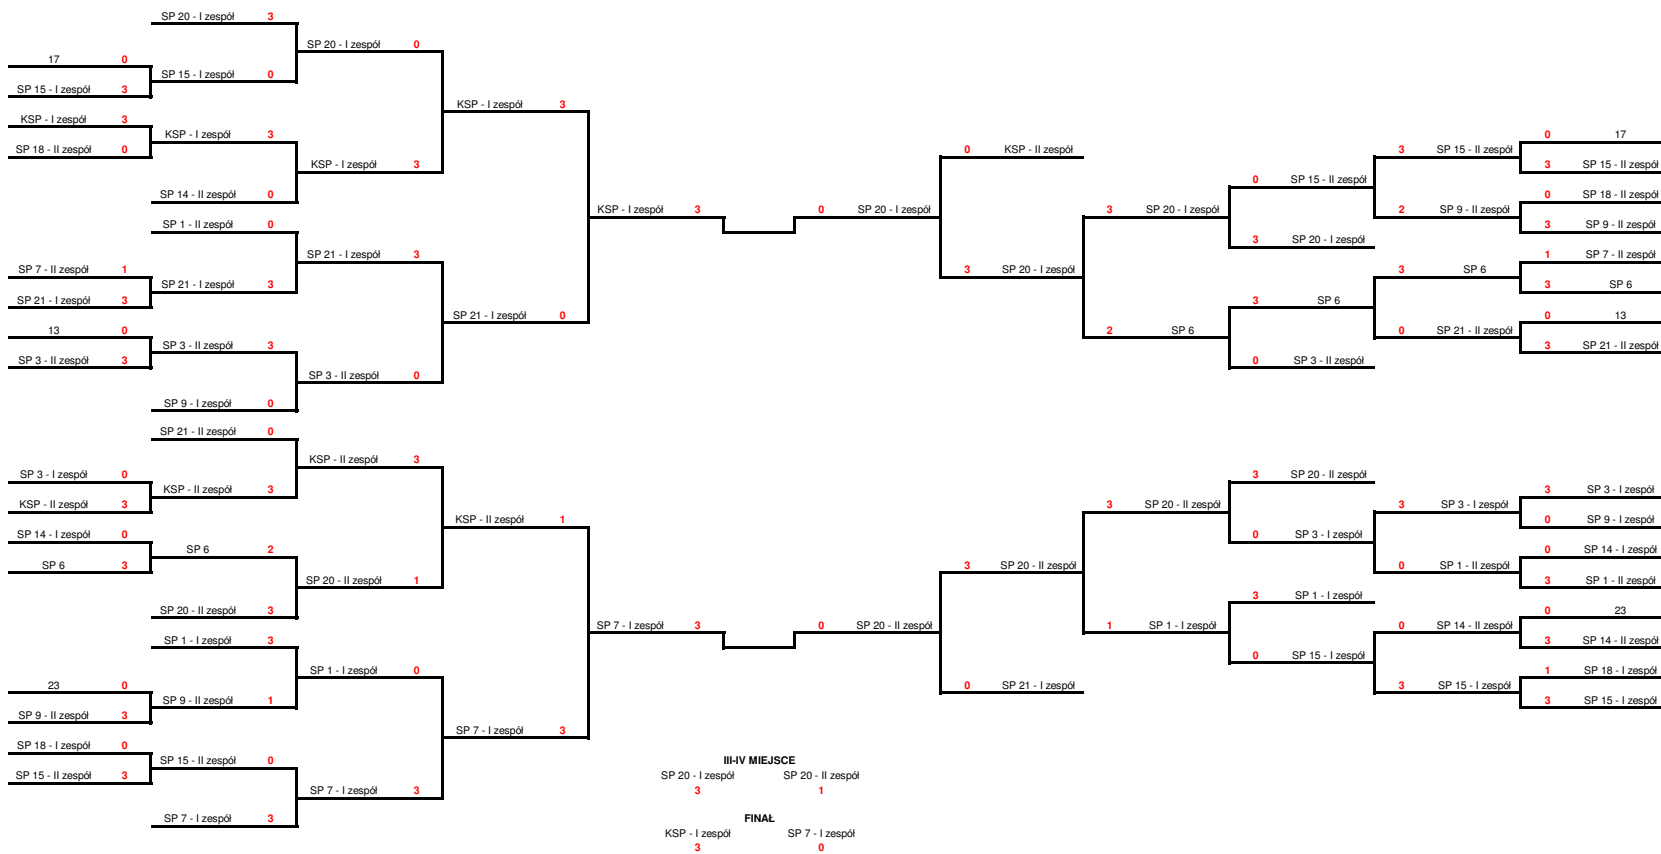 SP 20 - I zespół 3
SP 20 - I zespół 0
17 0
SP 15 - I zespół 0
SP 15 - I zespół 3
KSP - I zespół 3
KSP - I zespół 3
KSP - I zespół 3
SP 18 - II zespół 0
KSP - I zespół 3
SP 14 - II zespół 0
KSP - I zespół 3
SP 1 - II zespół 0
SP 21 - I zespół 3
SP 7 - II zespół 1
SP 21 - I zespół 3
SP 21 - I zespół 3
SP 21 - I zespół 0
13 0
SP 3 - II zespół 3
SP 3 - II zespół 3
SP 3 - II zespół 0
SP 9 - I zespół 0
SP 21 - II zespół 0
KSP - II zespół 3
SP 3 - I zespół 0
KSP - II zespół 3
KSP - II zespół 3
KSP - II zespół 1
SP 14 - I zespół 0
SP 6 2
SP 6 3
SP 20 - II zespół 1
SP 20 - II zespół 3
SP 7 - I zespół 3
SP 1 - I zespół 3
SP 1 - I zespół 0
23 0
SP 9 - II zespół 1
SP 9 - II zespół 3
SP 7 - I zespół 3
SP 18 - I zespół 0
SP 15 - II zespół 0
SP 15 - II zespół 3
SP 7 - I zespół 3
SP 7 - I zespół 3
0 KSP - II zespół
0 17
3 SP 15 - II zespół
3 SP 15 - II zespół
0 SP 15 - II zespół
0 SP 18 - II zespół
0 SP 20 - I zespół
3 SP 20 - I zespół
2 SP 9 - II zespół
3 SP 9 - II zespół
3 SP 20 - I zespół
1 SP 7 - II zespół
3 SP 20 - I zespół
3 SP 6
3 SP 6
3 SP 6
0 13
2 SP 6
0 SP 21 - II zespół
3 SP 21 - II zespół
0 SP 3 - II zespół
3 SP 20 - II zespół
3 SP 3 - I zespół
3 SP 20 - II zespół
3 SP 3 - I zespół
0 SP 9 - I zespół
0 SP 3 - I zespół
0 SP 14 - I zespół
3 SP 20 - II zespół
0 SP 1 - II zespół
3 SP 1 - II zespół
3 SP 1 - I zespół
0 23
0 SP 20 - II zespół
1 SP 1 - I zespół
0 SP 14 - II zespół
3 SP 14 - II zespół
0 SP 15 - I zespół
1 SP 18 - I zespół
0 SP 21 - I zespół
3 SP 15 - I zespół
3 SP 15 - I zespół
III-IV MIEJSCE
SP 20 - I zespół SP 20 - II zespół
3 1
FINAŁ
KSP - I zespół SP 7 - I zespół
3 0